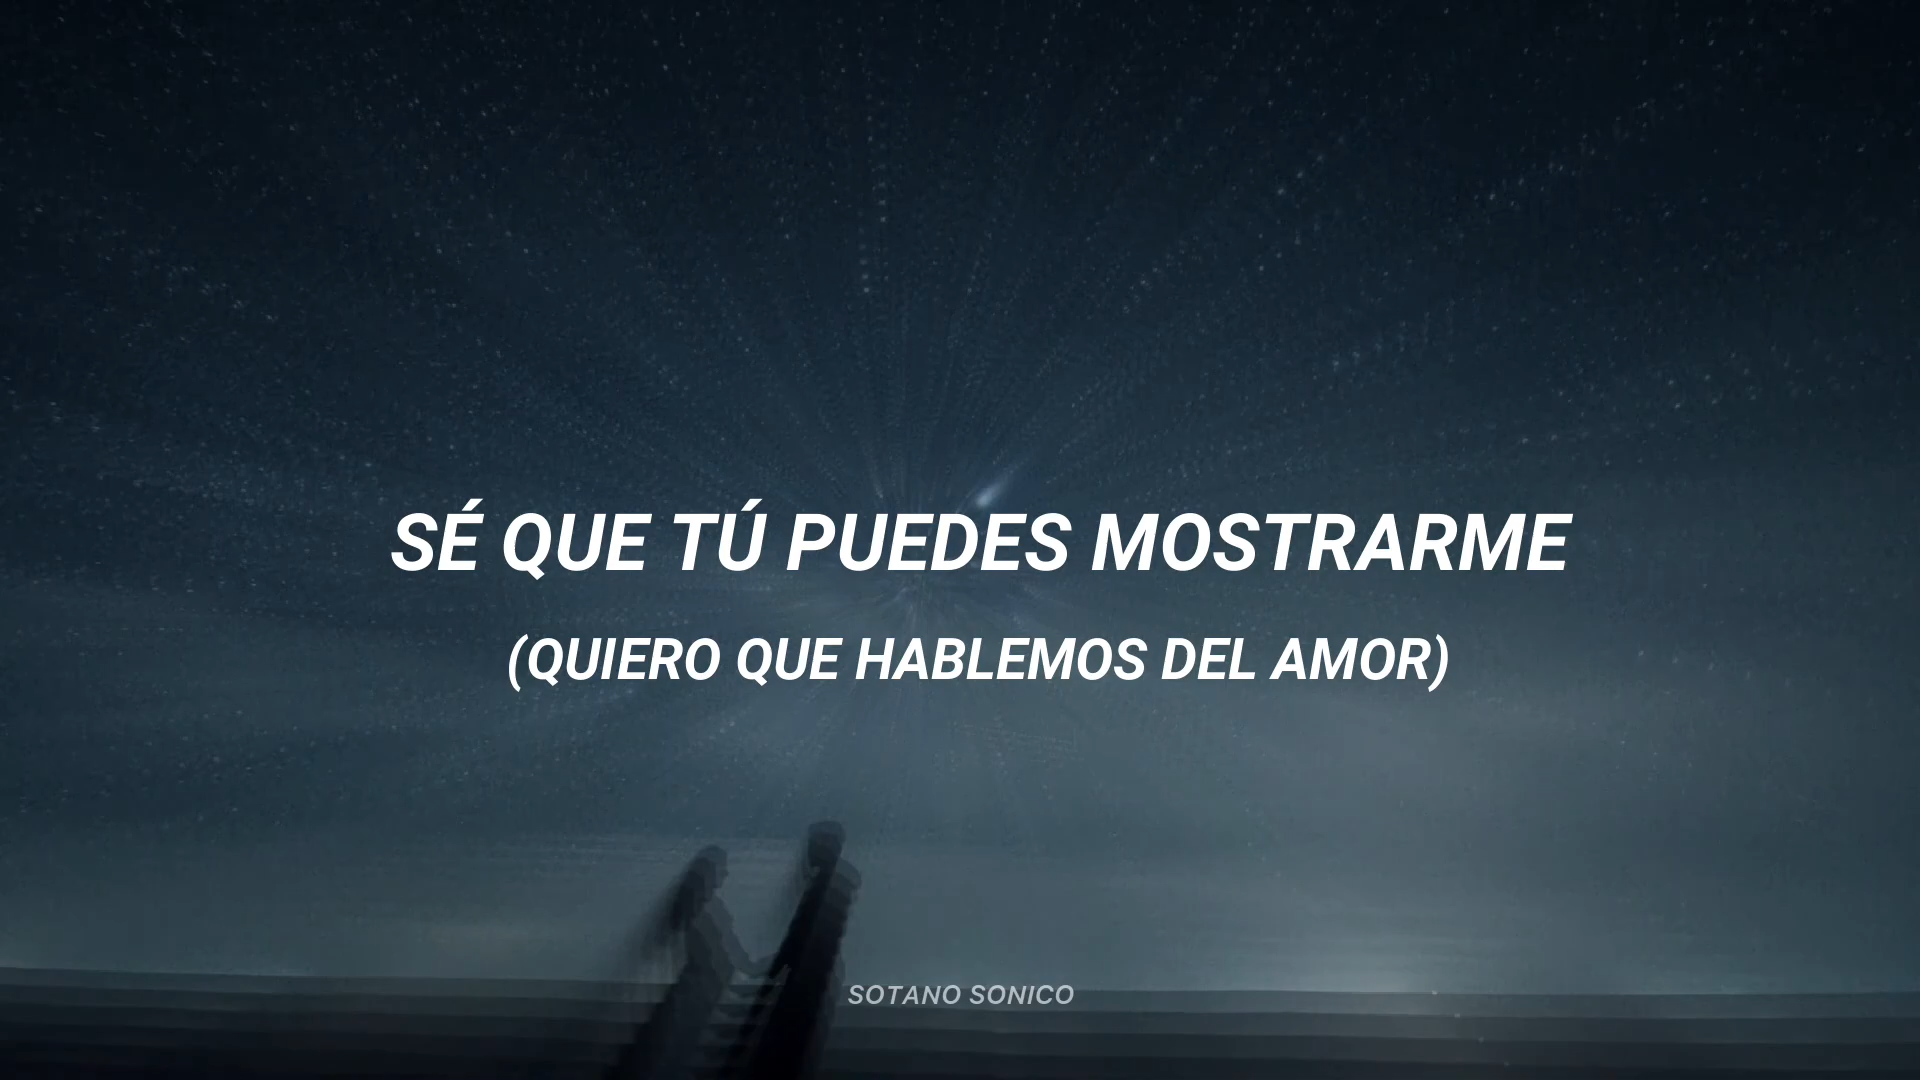 SÉ QUE TÚ PUEDES MOSTRARME
(QUIERO QUE HABLEMOS DEL AMOR)
SOTANO SONICO